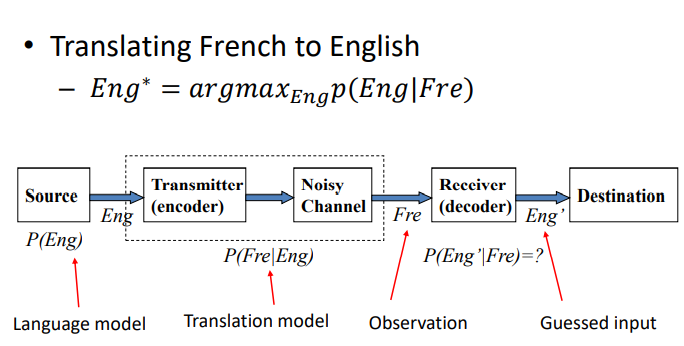 • Translating French to English
– Eng* = argmax_Eng p(Eng|Fre)
Source
Transmitter
(encoder)
Noisy
Channel
Receiver
(decoder)
Destination
Eng
Fre
Eng'
P(Eng)
P(Fre|Eng)
P(Eng'|Fre)=?
Language model
Translation model
Observation
Guessed input